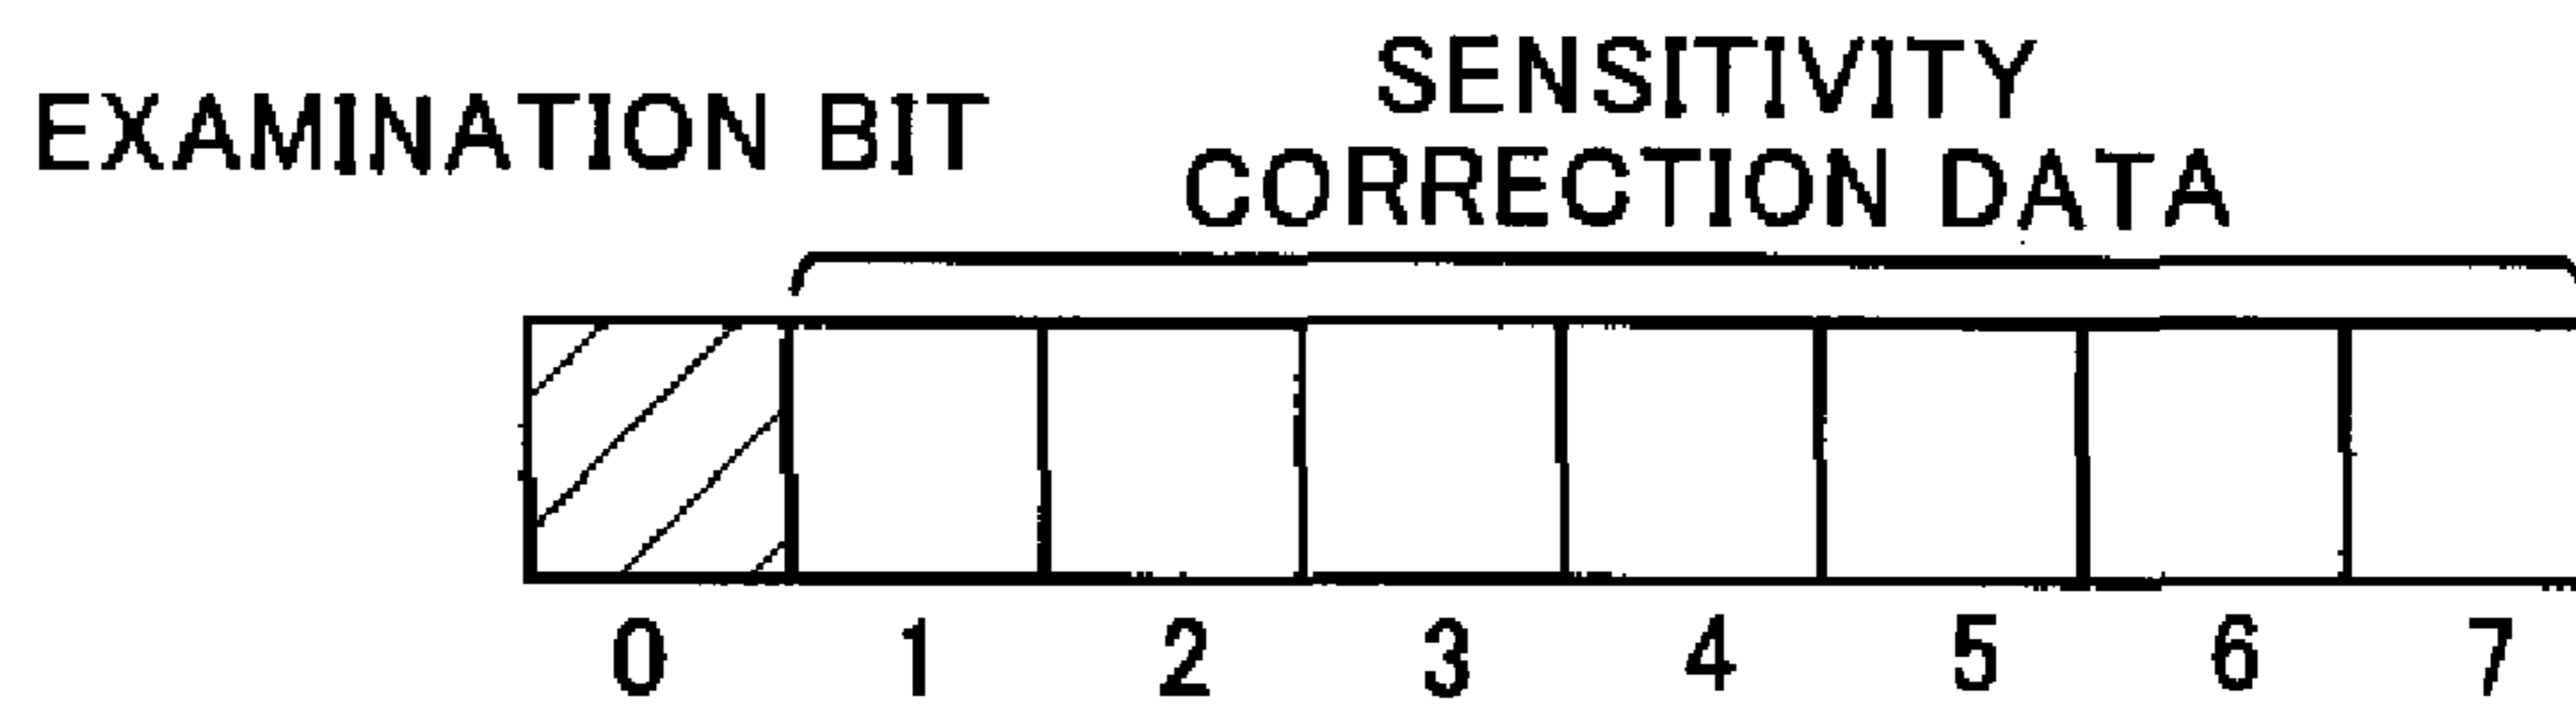 EXAMINATION BIT
SENSITIVITY
CORRECTION DATA
0 1 2 3 4 5 6 7